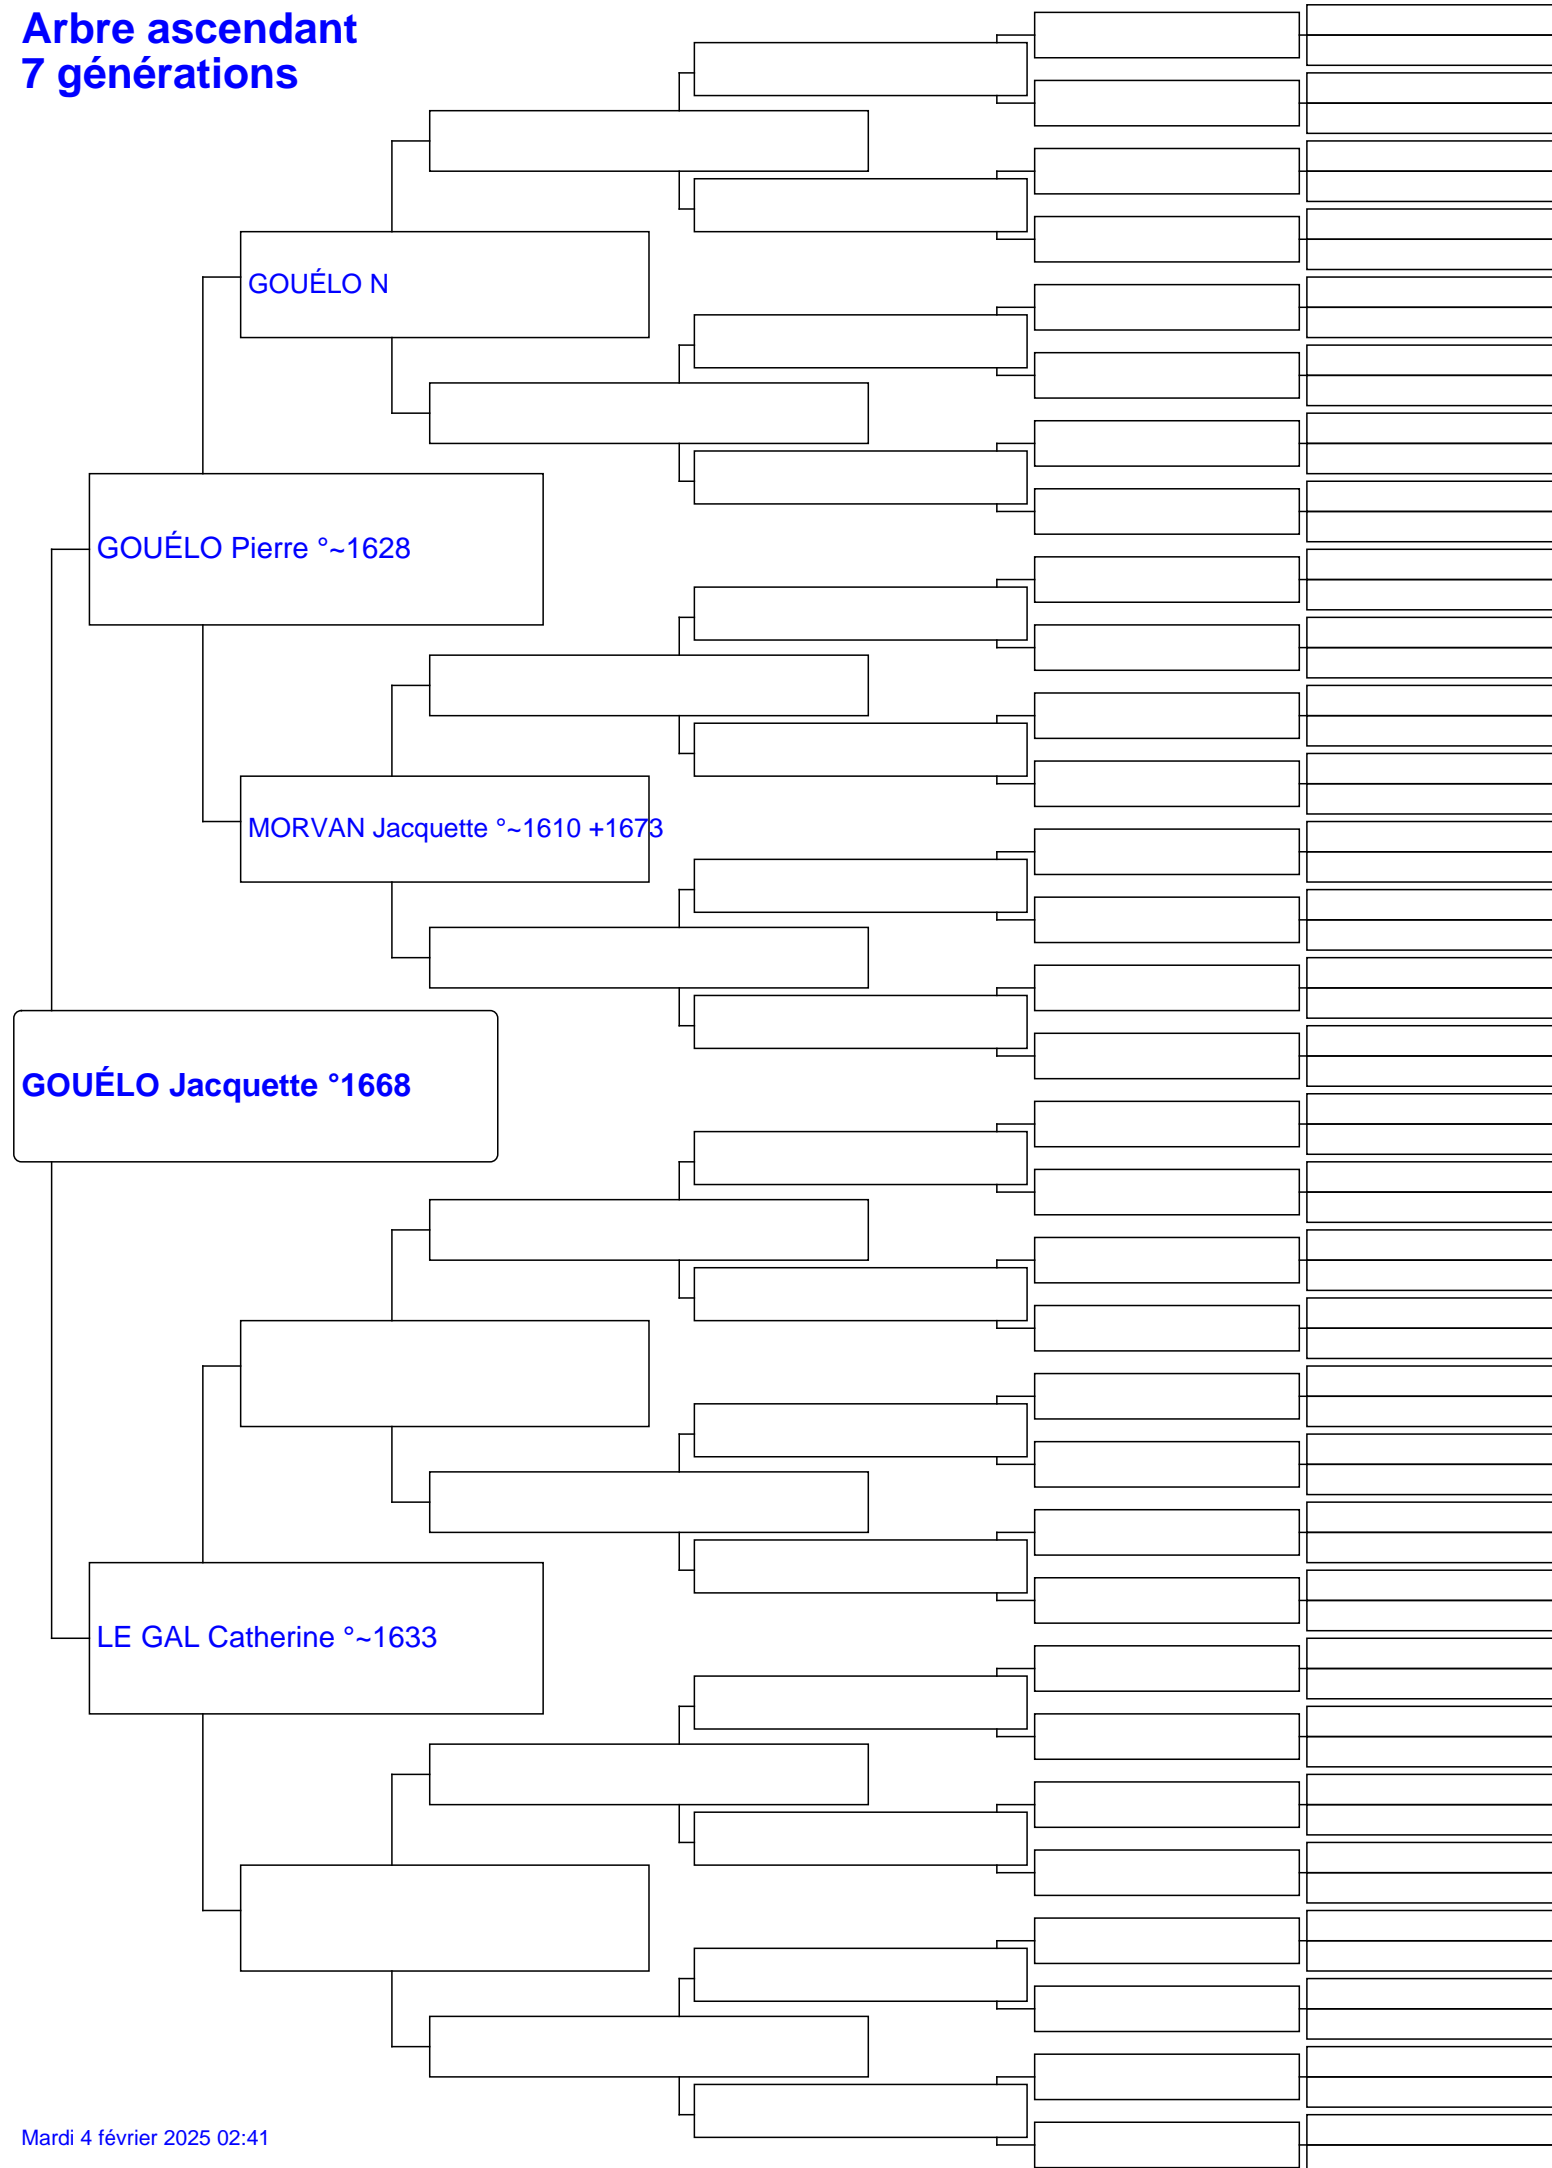 Arbre ascendant
7 générations
GOUÉLO N
GOUÉLO Pierre °~1628
MORVAN Jacquette °~1610 +1673
GOUÉLO Jacquette °1668
LE GAL Catherine °~1633
Mardi 4 février 2025 02:41